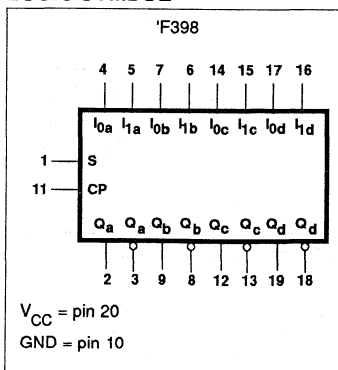 'F398
4 5 7 6 14 15 17 16
I0a I1a I0b I1b I0c I1c I0d I1d
1 S
11 CP
Qa Qa Qb Qb Qc Qc Qd Qd
2 3 9 8 12 13 19 18
VCC = pin 20
GND = pin 10